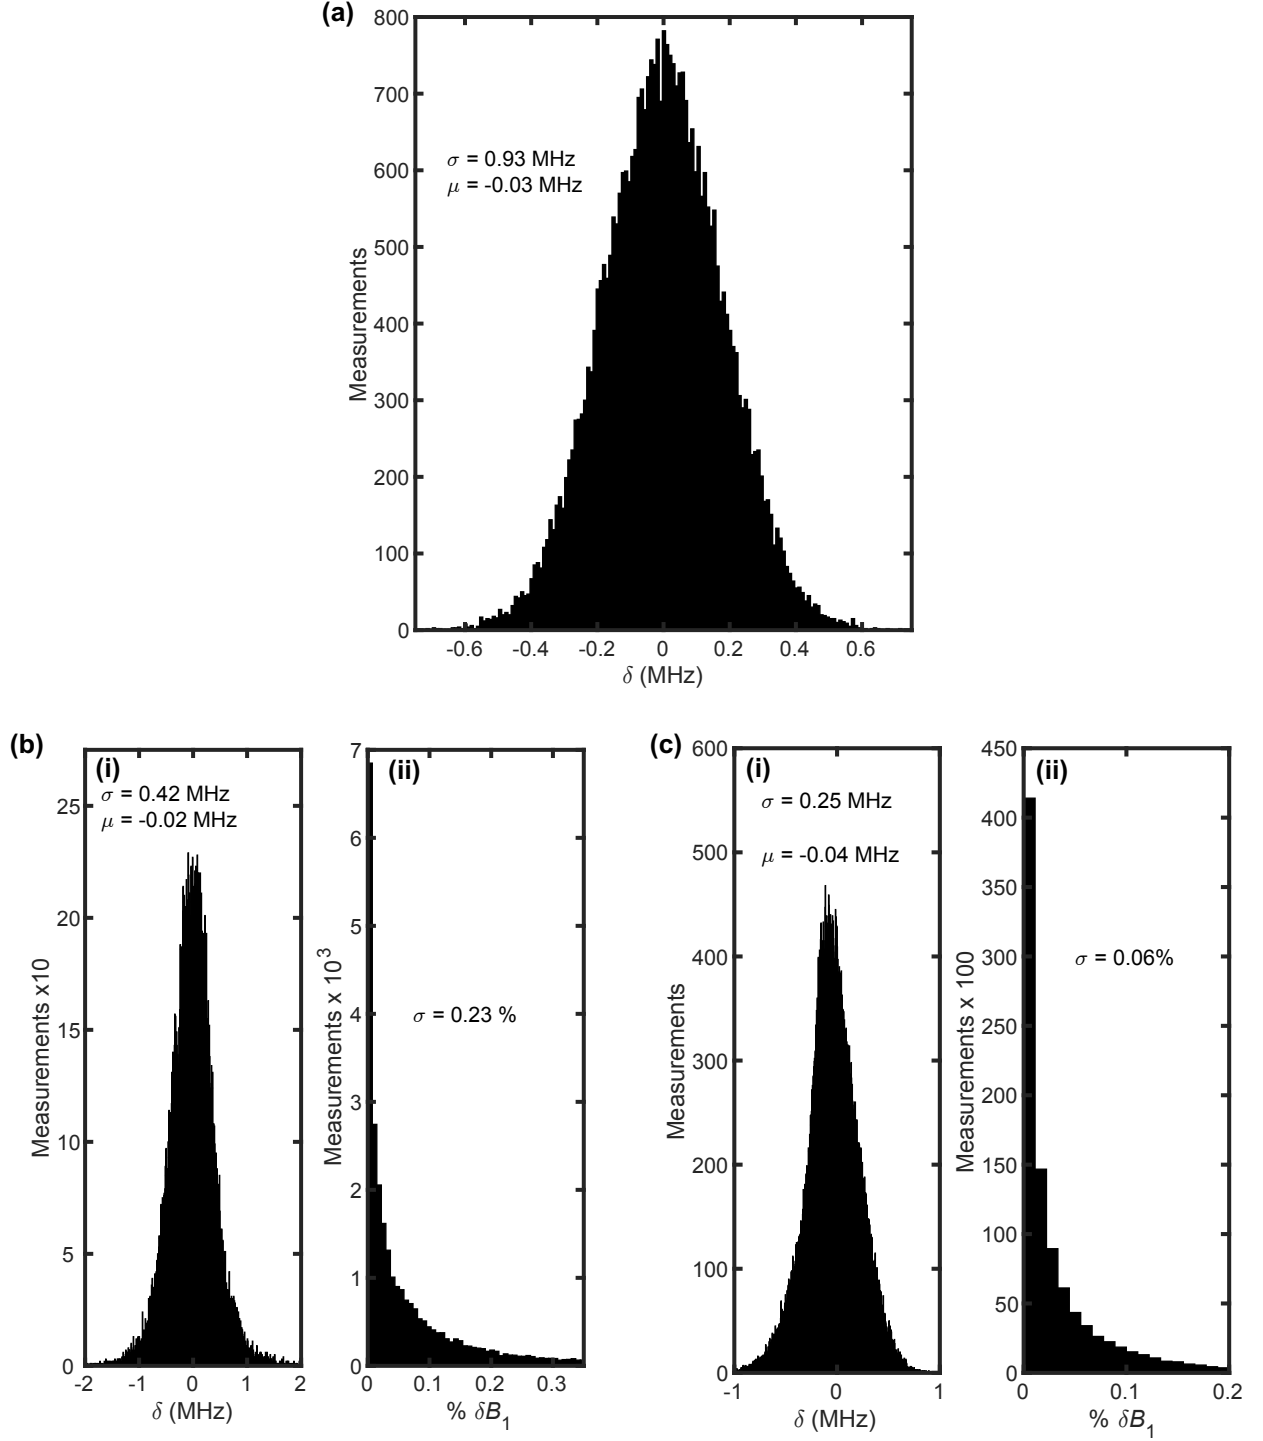 (a)
800
700
600
500
400
300
200
100
0
Measurements
σ = 0.93 MHz
μ = -0.03 MHz
-0.6 -0.4 -0.2 0 0.2 0.4 0.6
δ (MHz)
(b)
(i)
σ = 0.42 MHz
μ = -0.02 MHz
25
20
15
10
5
0
Measurements x10
-2 -1 0 1 2
δ (MHz)
(ii)
7
6
5
4
3
2
1
0
Measurements x 10³
σ = 0.23 %
0 0.1 0.2 0.3
% δB₁
(c)
(i)
σ = 0.25 MHz
μ = -0.04 MHz
600
500
400
300
200
100
0
Measurements
-1 0 1
δ (MHz)
(ii)
450
400
350
300
250
200
150
100
50
0
Measurements x 100
σ = 0.06%
0 0.1 0.2
% δB₁